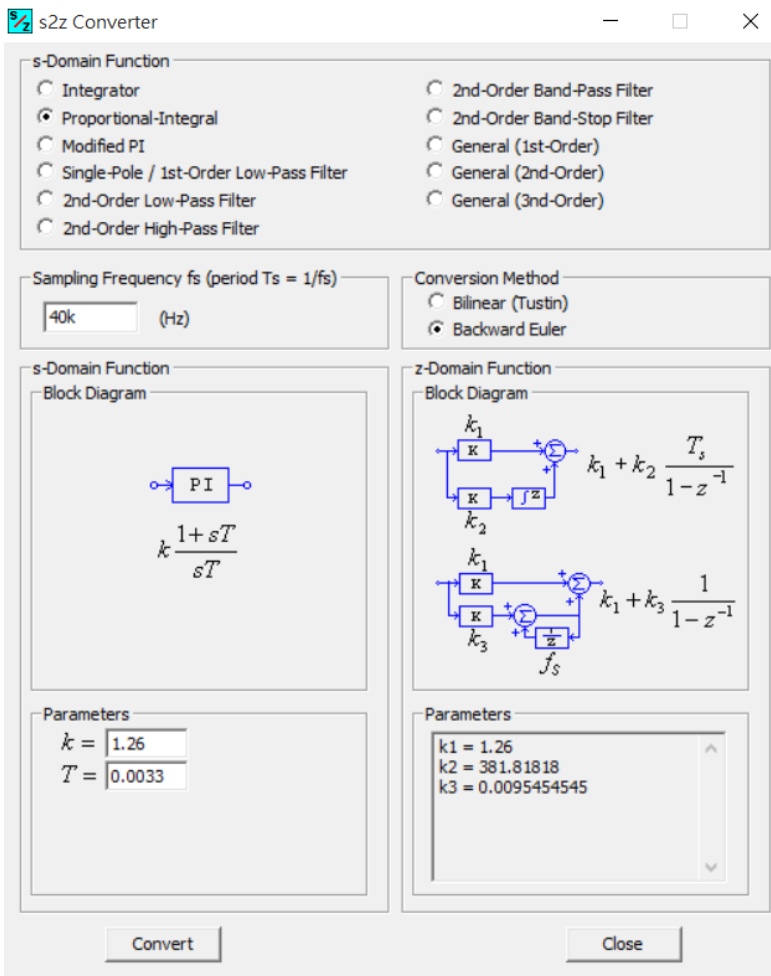 s/z s2z Converter
s-Domain Function
Integrator
Proportional-Integral
Modified PI
Single-Pole / 1st-Order Low-Pass Filter
2nd-Order Low-Pass Filter
2nd-Order High-Pass Filter
2nd-Order Band-Pass Filter
2nd-Order Band-Stop Filter
General (1st-Order)
General (2nd-Order)
General (3nd-Order)
Sampling Frequency fs (period Ts = 1/fs)
40k (Hz)
Conversion Method
Bilinear (Tustin)
Backward Euler
s-Domain Function
Block Diagram
PI
k (1 + sT) / sT
Parameters
k = 1.26
T = 0.0033
z-Domain Function
Block Diagram
k₁
K + Σ
+
k₁ + k₂ Tₛ / (1 - z⁻¹)
K ∫z
k₂
k₁
K + Σ
+
k₁ + k₃ 1 / (1 - z⁻¹)
K + Σ
+ 1/z
k₃
fₛ
Parameters
k1 = 1.26
k2 = 381.81818
k3 = 0.0095454545
Convert
Close